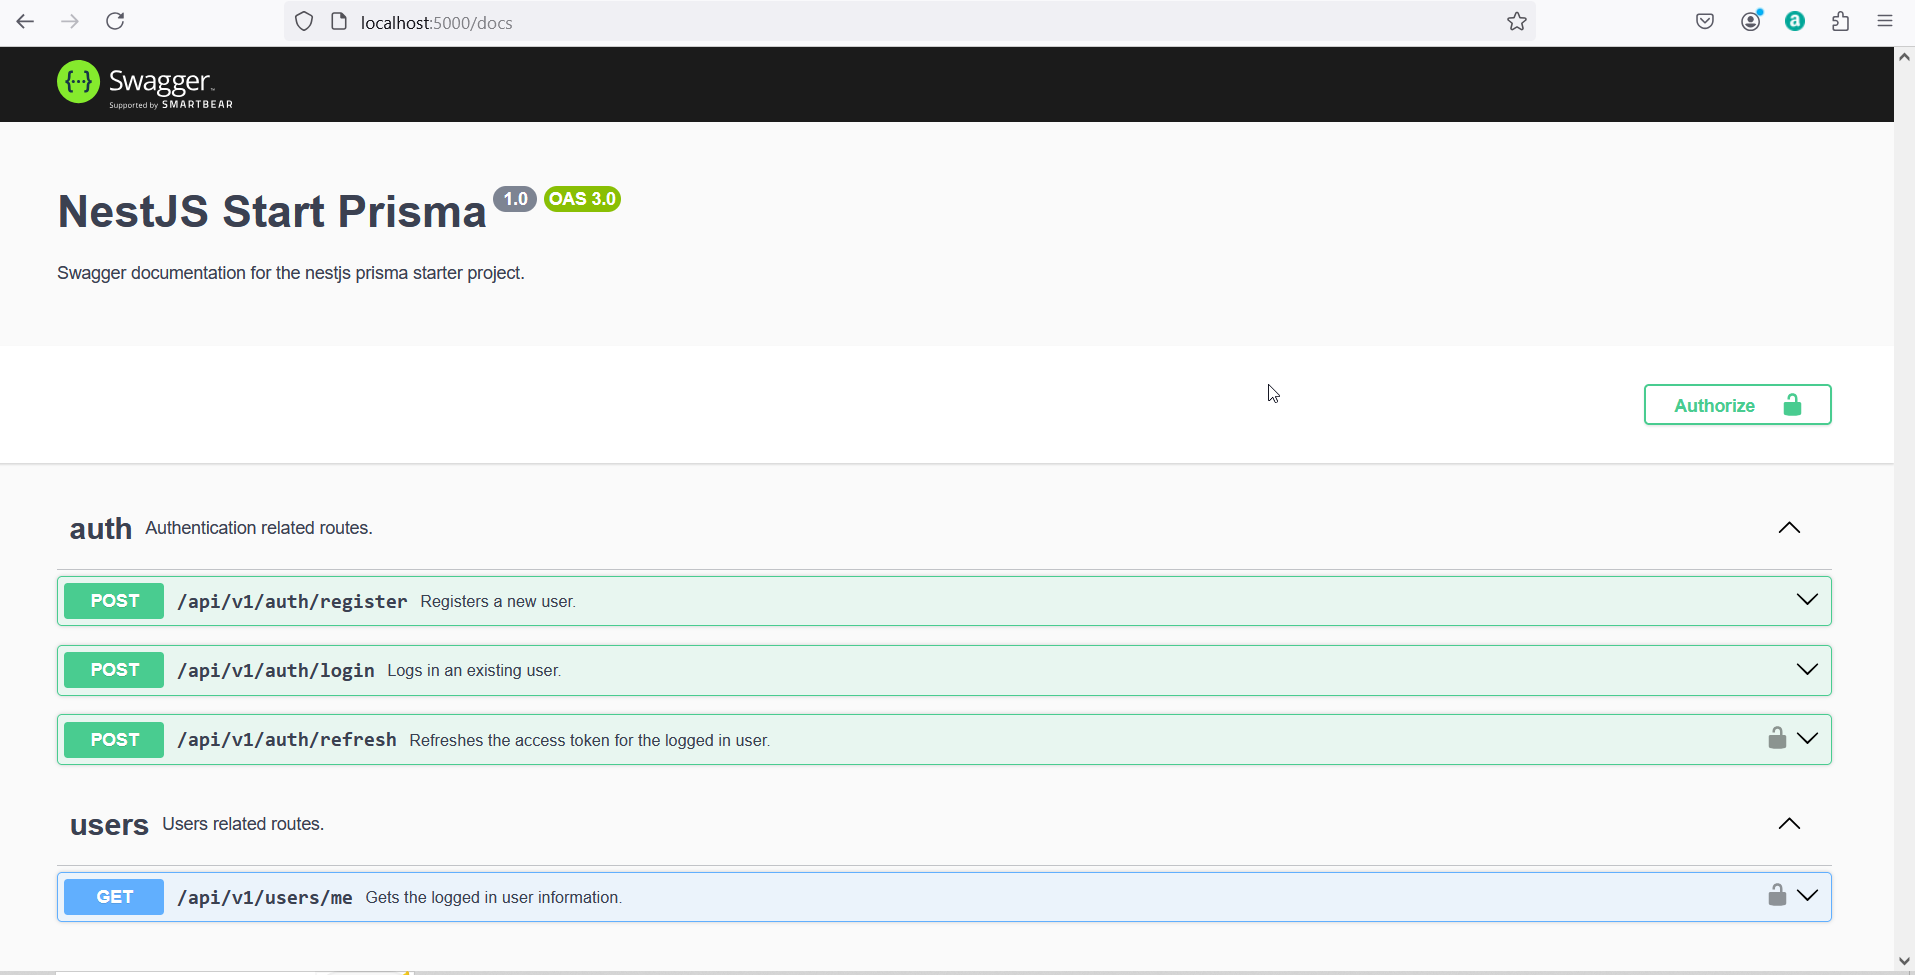 localhost:5000/docs
Swagger
Supported by SMARTBEAR
NestJS Start Prisma 1.0 OAS 3.0
Swagger documentation for the nestjs prisma starter project.
Authorize
auth Authentication related routes.
POST /api/v1/auth/register Registers a new user.
POST /api/v1/auth/login Logs in an existing user.
POST /api/v1/auth/refresh Refreshes the access token for the logged in user.
users Users related routes.
GET /api/v1/users/me Gets the logged in user information.